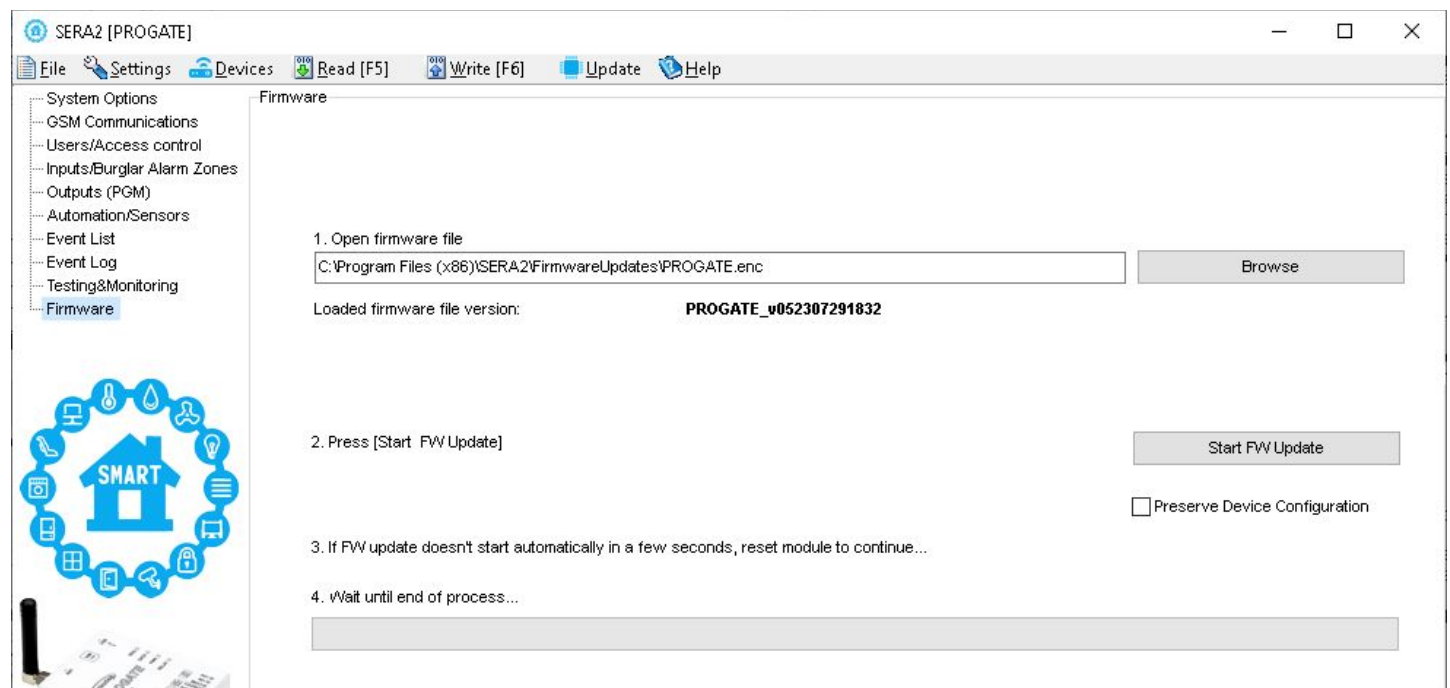 SERA2 [PROGATE]
File Settings Devices Read [F5] Write [F6] Update Help
System Options
GSM Communications
Users/Access control
Inputs/Burglar Alarm Zones
Outputs (PGM)
Automation/Sensors
Event List
Event Log
Testing&Monitoring
Firmware
Firmware
1. Open firmware file
C:\Program Files (x86)\SERA2\FirmwareUpdates\PROGATE.enc
Browse
Loaded firmware file version: PROGATE_v052307291832
2. Press [Start FW Update]
Start FW Update
Preserve Device Configuration
3. If FW update doesn't start automatically in a few seconds, reset module to continue...
4. Wait until end of process...
SMART